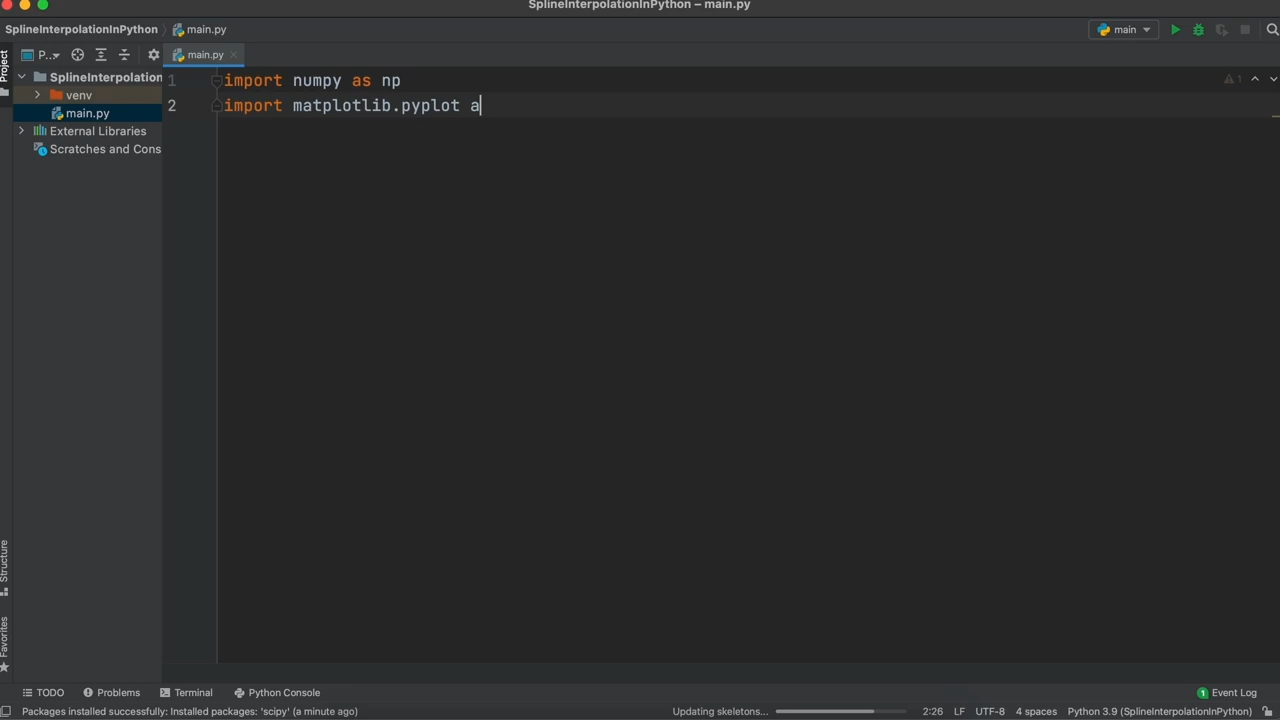 SplineInterpolationInPython – main.py
SplineInterpolationInPython
main.py
main
Project
P...
main.py
SplineInterpolation
venv
main.py
External Libraries
Scratches and Cons
1 import numpy as np
2 import matplotlib.pyplot a
1
Structure
Favorites
TODO
Problems
Terminal
Python Console
1 Event Log
Packages installed successfully: Installed packages: 'scipy' (a minute ago)
Updating skeletons...
2:26
LF
UTF-8
4 spaces
Python 3.9 (SplineInterpolationInPython)